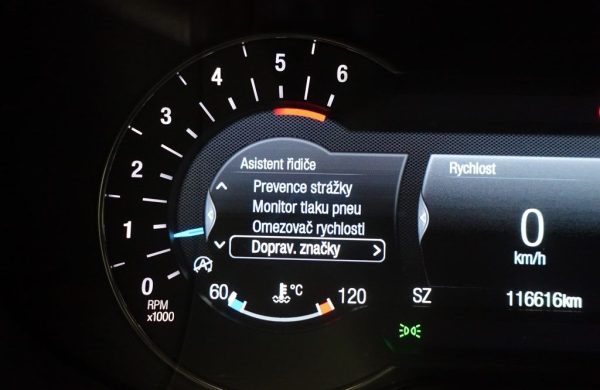 0
1
2
3
4
5
6
RPM
x1000
Asistent řidiče
Prevence strážky
Monitor tlaku pneu
Omezovač rychlosti
Doprav. značky
60
°C
120
Rychlost
0
km/h
SZ
116616km